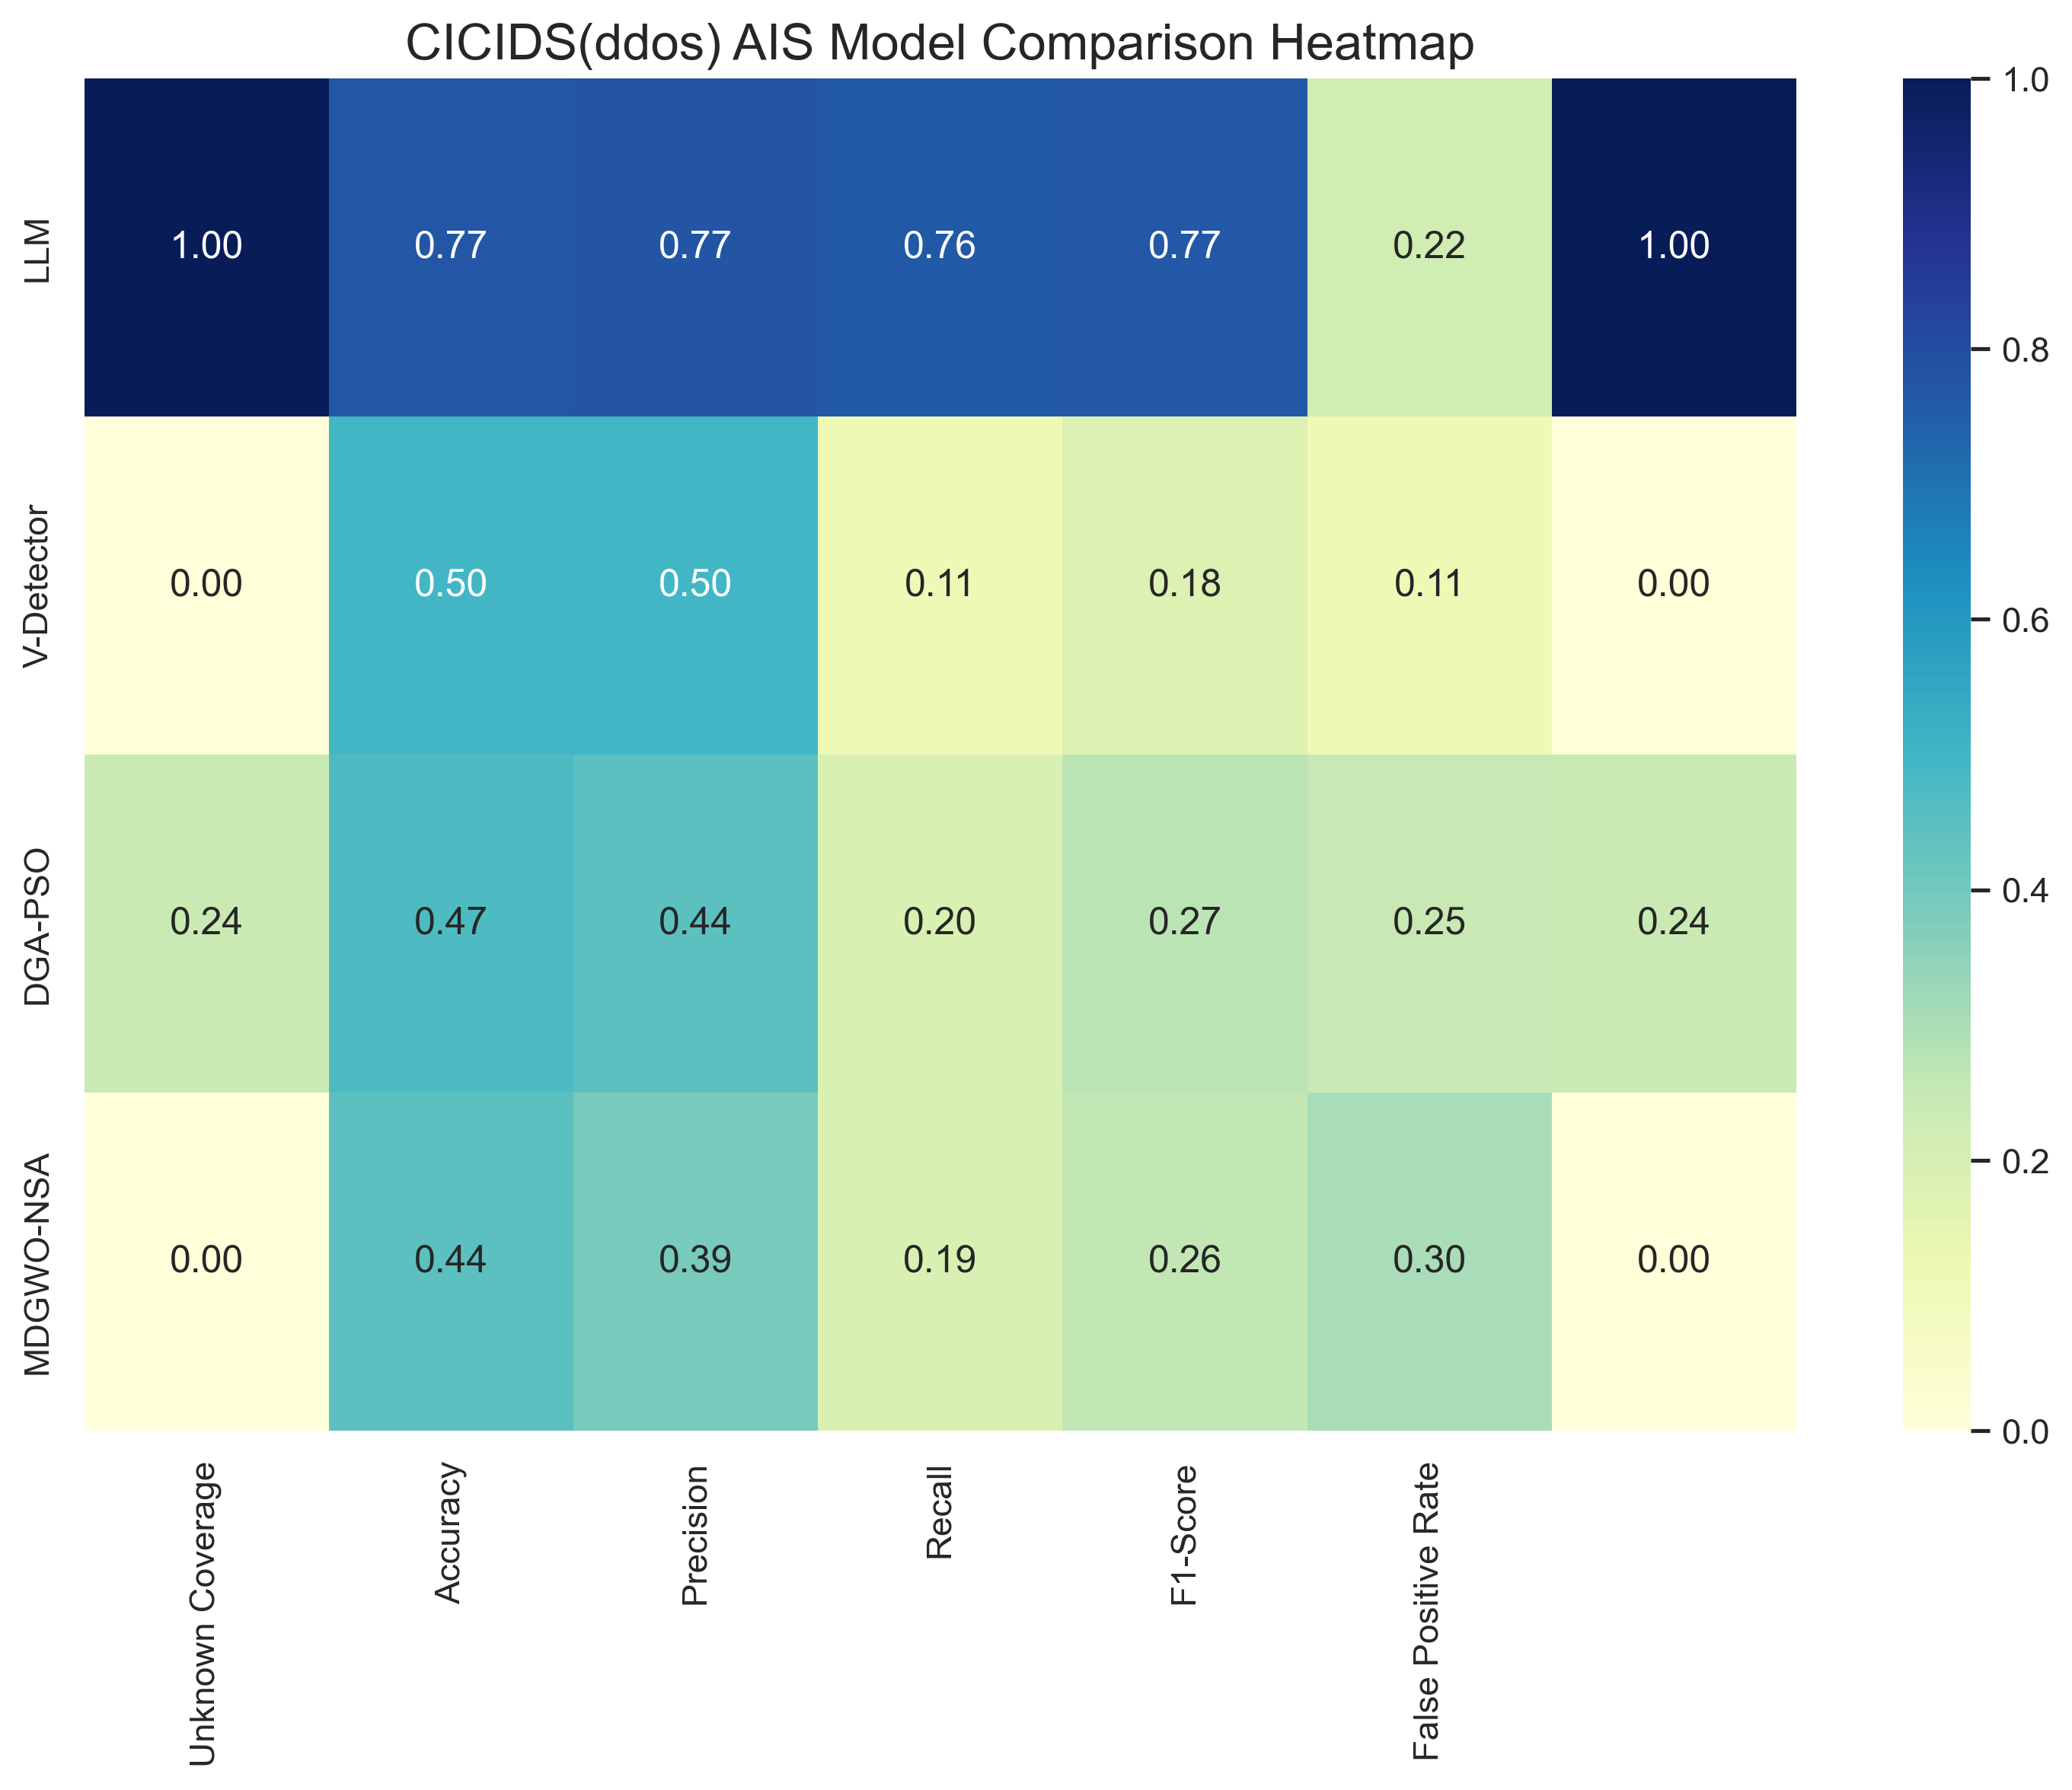 CICIDS(ddos) AIS Model Comparison Heatmap
LLM
1.00 0.77 0.77 0.76 0.77 0.22 1.00
V-Detector
0.00 0.50 0.50 0.11 0.18 0.11 0.00
DGA-PSO
0.24 0.47 0.44 0.20 0.27 0.25 0.24
MDGWO-NSA
0.00 0.44 0.39 0.19 0.26 0.30 0.00
Unknown Coverage
Accuracy
Precision
Recall
F1-Score
False Positive Rate
1.0
0.8
0.6
0.4
0.2
0.0